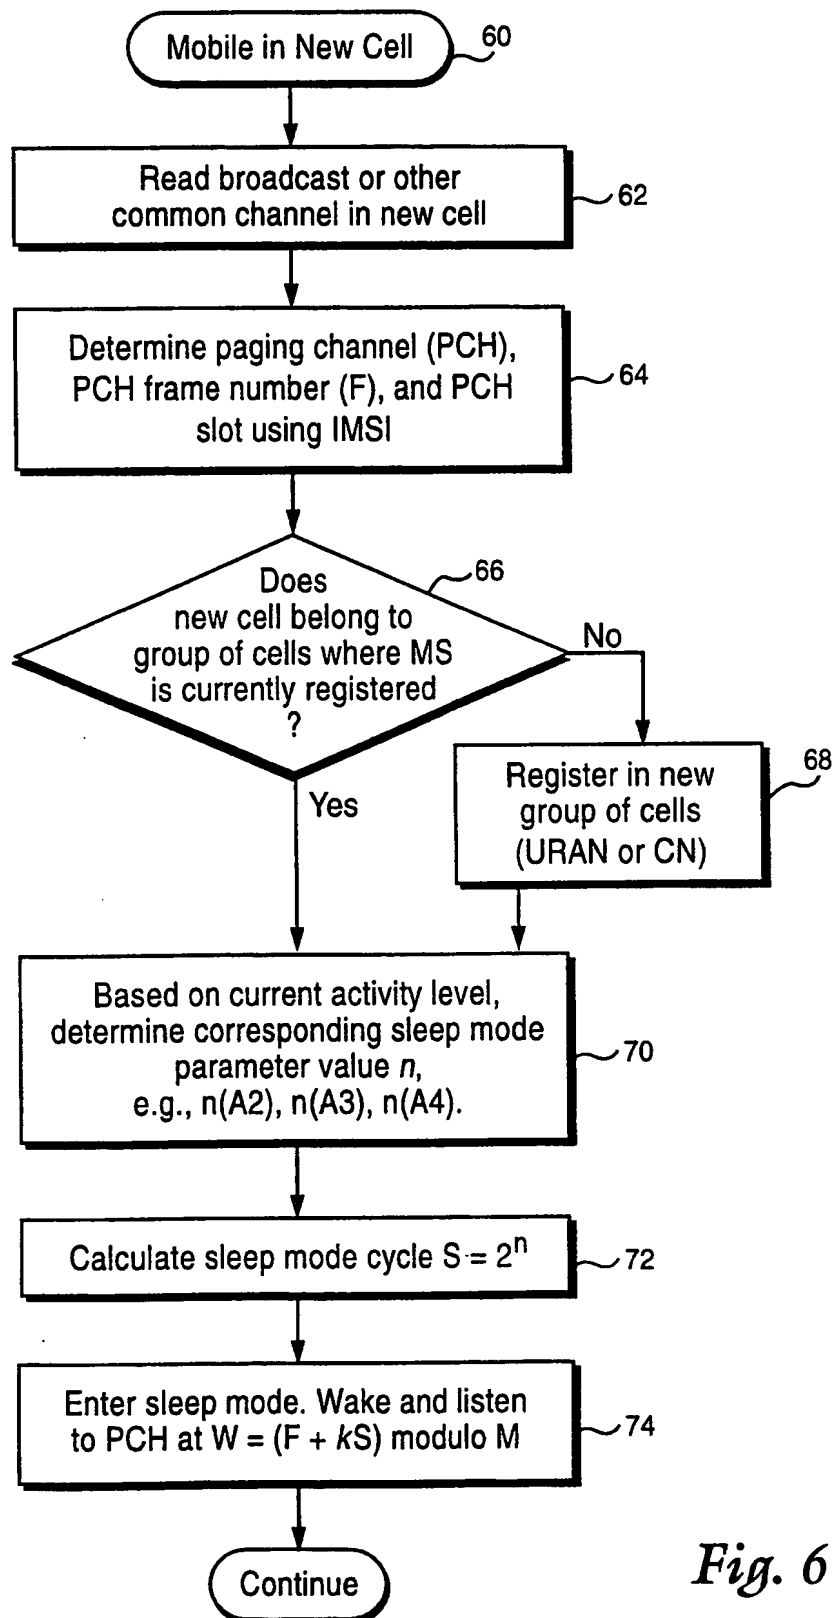 Mobile in New Cell
60
Read broadcast or other
common channel in new cell
62
Determine paging channel (PCH),
PCH frame number (F), and PCH
slot using IMSI
64
Does
new cell belong to
group of cells where MS
is currently registered
?
66
No
Yes
Register in new
group of cells
(URAN or CN)
68
Based on current activity level,
determine corresponding sleep mode
parameter value n,
e.g., n(A2), n(A3), n(A4).
70
Calculate sleep mode cycle S = 2ⁿ
72
Enter sleep mode. Wake and listen
to PCH at W = (F + kS) modulo M
74
Continue
Fig. 6